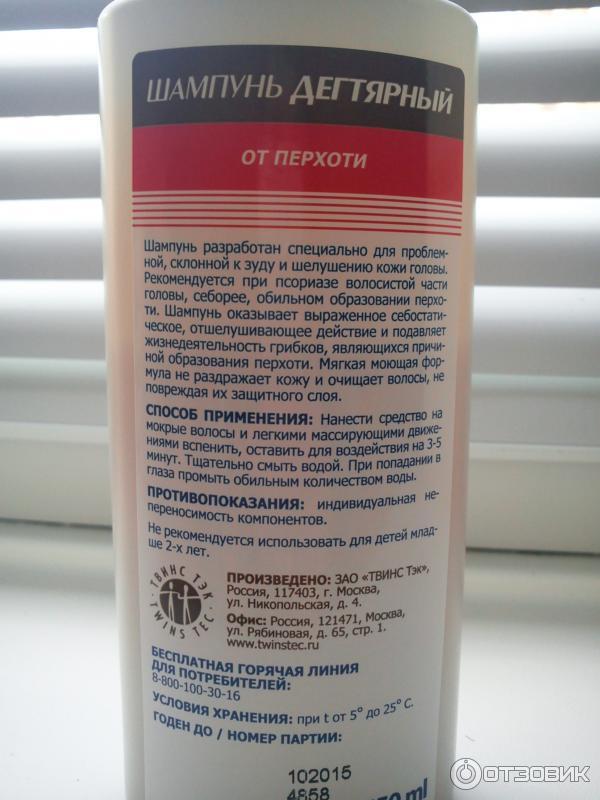 ШАМПУНЬ ДЕГТЯРНЫЙ
ОТ ПЕРХОТИ
Шампунь разработан специально для проблем-
ной, склонной к зуду и шелушению кожи головы.
Рекомендуется при псориазе волосистой части
головы, себорее, обильном образовании перхо-
ти. Шампунь оказывает выраженное себостати-
ческое, отшелушивающее действие и подавляет
жизнедеятельность грибков, являющихся причи-
ной образования перхоти. Мягкая моющая фор-
мула не раздражает кожу и очищает волосы, не
повреждая их защитного слоя.
СПОСОБ ПРИМЕНЕНИЯ: Нанести средство на
мокрые волосы и легкими массирующими движе-
ниями вспенить, оставить для воздействия на 3-5
минут. Тщательно смыть водой. При попадании в
глаза промыть обильным количеством воды.
ПРОТИВОПОКАЗАНИЯ: индивидуальная не-
переносимость компонентов.
Не рекомендуется использовать для детей млад-
ше 2-х лет.
ТВИНС ТЭК
TWINS TEC
ПРОИЗВЕДЕНО: ЗАО «ТВИНС Тэк»,
Россия, 117403, г. Москва,
ул. Никопольская, д. 4.
Офис: Россия, 121471, Москва,
ул. Рябиновая, д. 65, стр. 1.
www.twinstec.ru
БЕСПЛАТНАЯ ГОРЯЧАЯ ЛИНИЯ
ДЛЯ ПОТРЕБИТЕЛЕЙ:
8-800-100-30-16
УСЛОВИЯ ХРАНЕНИЯ: при t от 5° до 25° С.
ГОДЕН ДО / НОМЕР ПАРТИИ:
102015
4858
ml
ОТЗОВИК